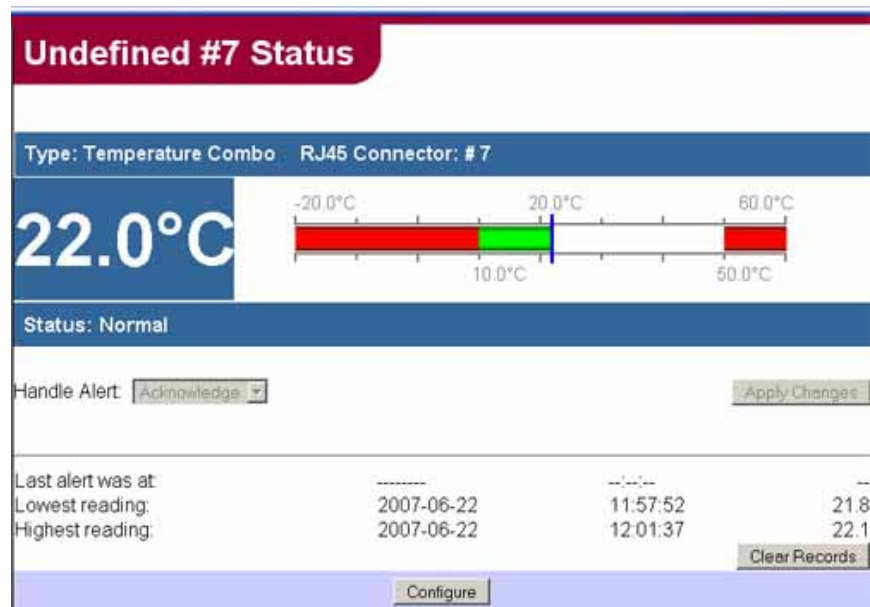 Undefined #7 Status
Type: Temperature Combo RJ45 Connector: # 7
22.0°C
-20.0°C 20.0°C 60.0°C
10.0°C 50.0°C
Status: Normal
Handle Alert: Acknowledge Apply Changes
Last alert was at: -------- --:--:-- --
Lowest reading: 2007-06-22 11:57:52 21.8
Highest reading: 2007-06-22 12:01:37 22.1
Clear Records
Configure